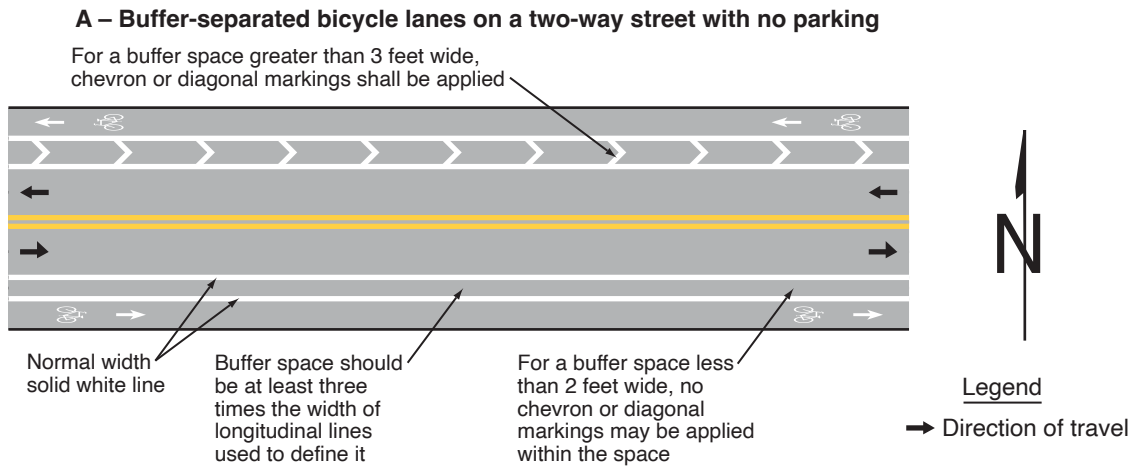 A – Buffer-separated bicycle lanes on a two-way street with no parking
For a buffer space greater than 3 feet wide,
chevron or diagonal markings shall be applied
N
Normal width
solid white line
Buffer space should
be at least three
times the width of
longitudinal lines
used to define it
For a buffer space less
than 2 feet wide, no
chevron or diagonal
markings may be applied
within the space
Legend
Direction of travel